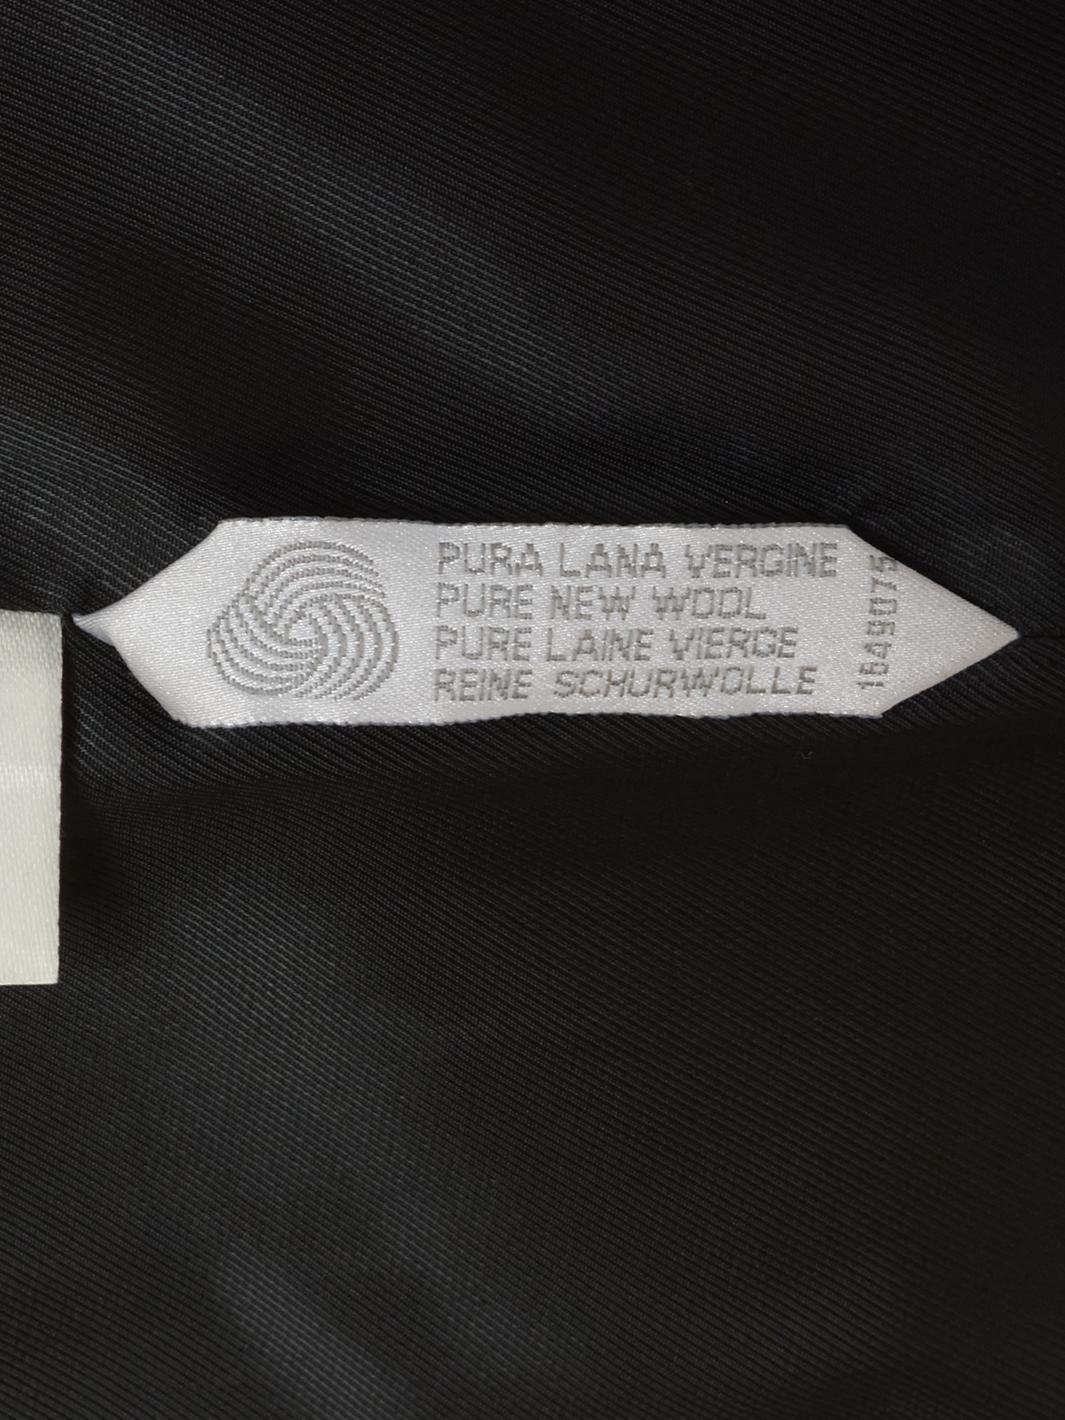 PURA LANA VERGINE
PURE NEW WOOL
PURE LAINE VIERGE
REINE SCHURWOLLE
1649075